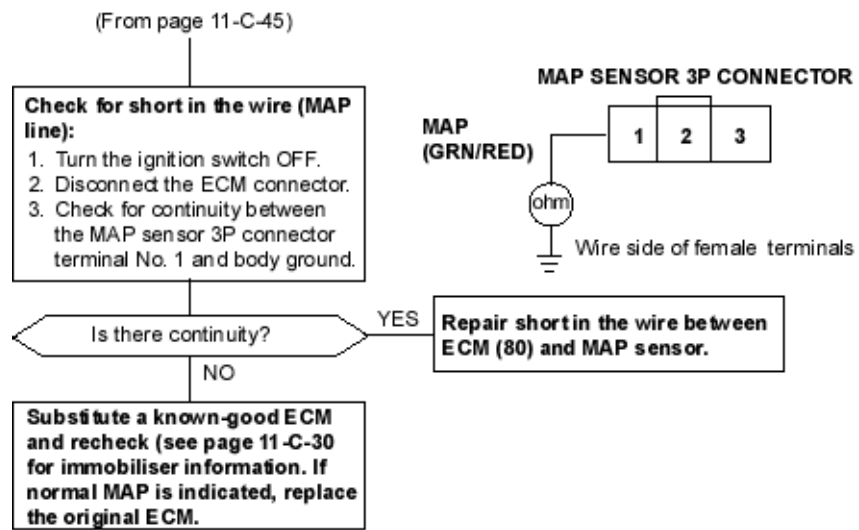 (From page 11-C-45)
Check for short in the wire (MAP
line):
1. Turn the ignition switch OFF.
2. Disconnect the ECM connector.
3. Check for continuity between
the MAP sensor 3P connector
terminal No. 1 and body ground.
MAP SENSOR 3P CONNECTOR
MAP
(GRN/RED)
1 2 3
ohm
Wire side of female terminals
Is there continuity?
YES
Repair short in the wire between
ECM (80) and MAP sensor.
NO
Substitute a known-good ECM
and recheck (see page 11-C-30
for immobiliser information. If
normal MAP is indicated, replace
the original ECM.